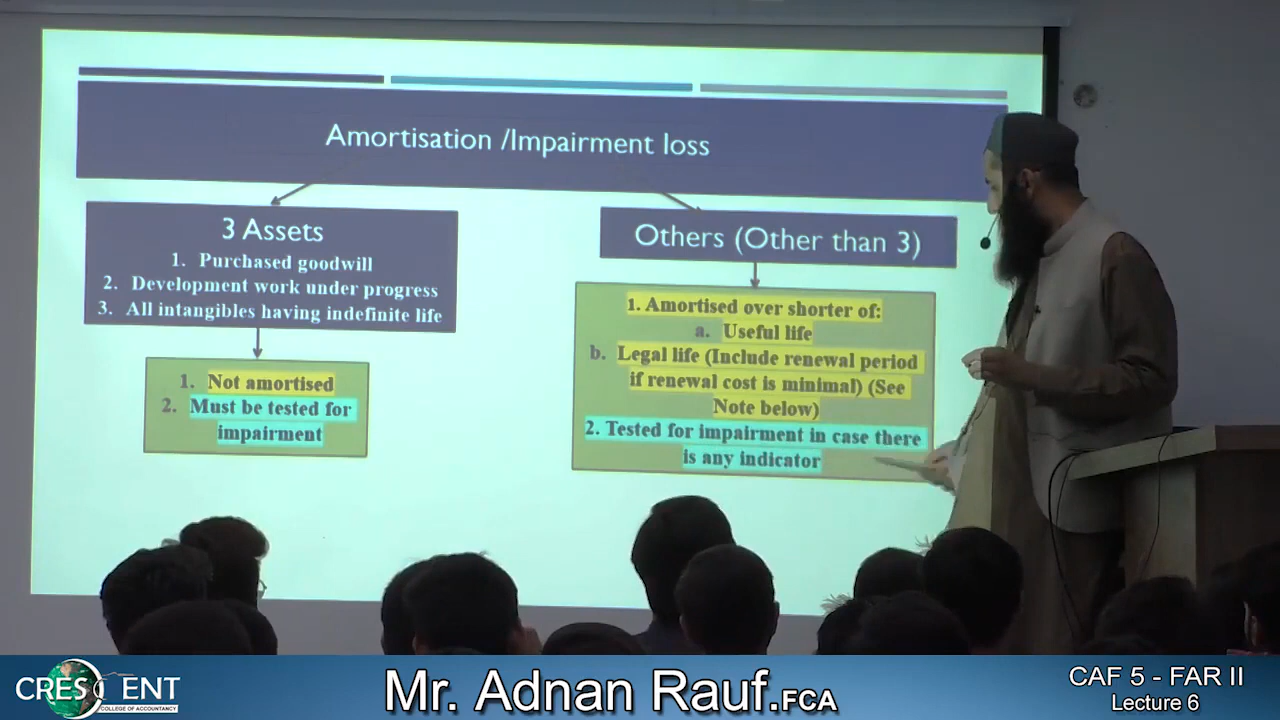 Amortisation /Impairment loss
3 Assets
1. Purchased goodwill
2. Development work under progress
3. All intangibles having indefinite life
1. Not amortised
2. Must be tested for
impairment
Others (Other than 3)
1. Amortised over shorter of:
a. Useful life
b. Legal life (Include renewal period
if renewal cost is minimal) (See
Note below)
2. Tested for impairment in case there
is any indicator
CRESCENT
COLLEGE OF ACCOUNTANCY
Mr. Adnan Rauf.FCA
CAF 5 - FAR II
Lecture 6